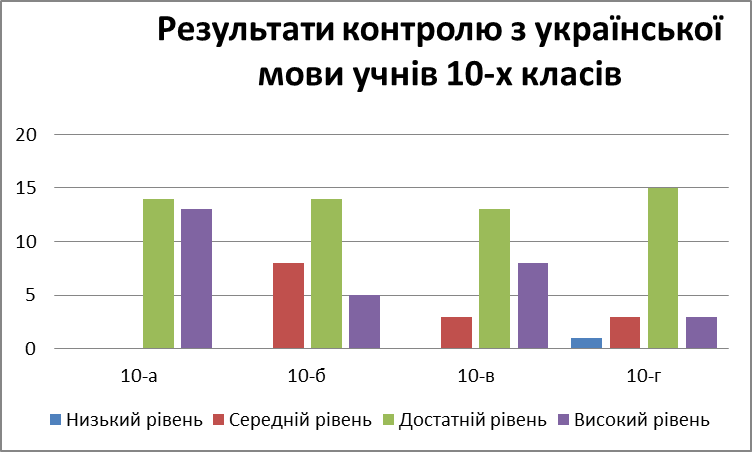 Результати контролю з української
мови учнів 10-х класів
20
15
10
5
0
10-а 10-б 10-в 10-г
Низький рівень Середній рівень Достатній рівень Високий рівень